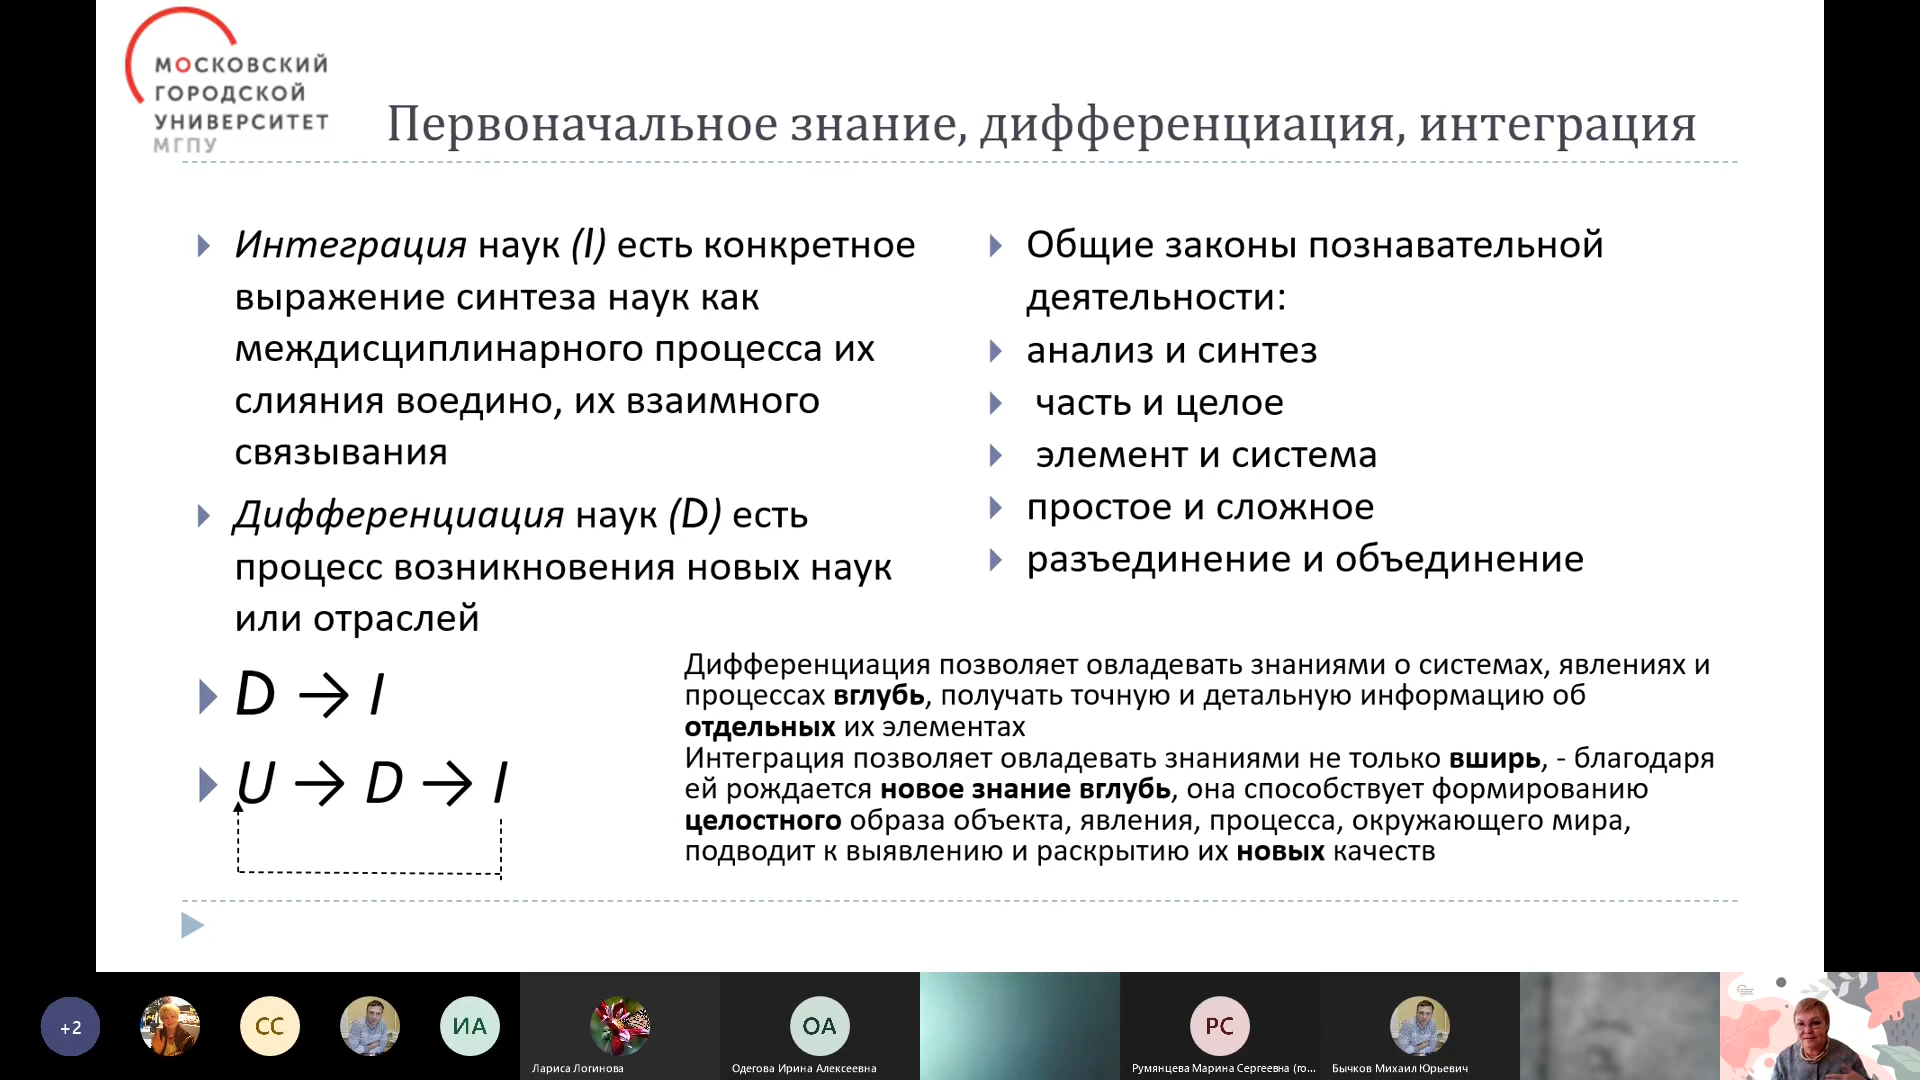 МОСКОВСКИЙ
ГОРОДСКОЙ
УНИВЕРСИТЕТ
МГПУ
Первоначальное знание, дифференциация, интеграция
Интеграция наук (I) есть конкретное
выражение синтеза наук как
междисциплинарного процесса их
слияния воедино, их взаимного
связывания
Дифференциация наук (D) есть
процесс возникновения новых наук
или отраслей
D → I
U → D → I
Общие законы познавательной
деятельности:
анализ и синтез
часть и целое
элемент и система
простое и сложное
разъединение и объединение
Дифференциация позволяет овладевать знаниями о системах, явлениях и
процессах вглубь, получать точную и детальную информацию об
отдельных их элементах
Интеграция позволяет овладевать знаниями не только вширь, - благодаря
ей рождается новое знание вглубь, она способствует формированию
целостного образа объекта, явления, процесса, окружающего мира,
подводит к выявлению и раскрытию их новых качеств
+2
СС
ИА
Лариса Логинова
ОА
Одегова Ирина Алексеевна
РС
Румянцева Марина Сергеевна (го...
Бычков Михаил Юрьевич